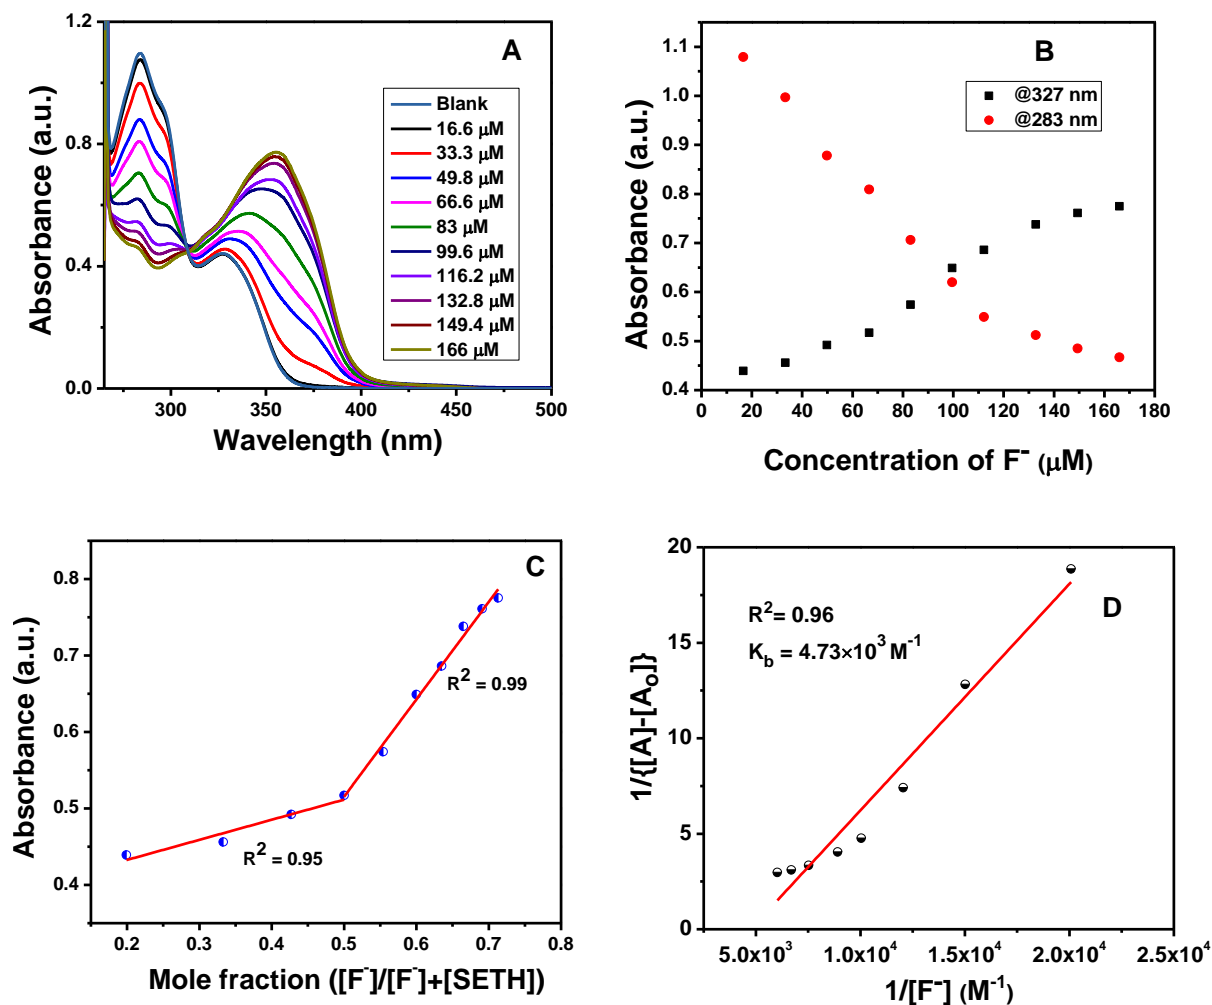 A
1.2
0.8
0.4
0.0
300
350
400
450
500
Absorbance (a.u.)
Wavelength (nm)
Blank
16.6 μM
33.3 μM
49.8 μM
66.6 μM
83 μM
99.6 μM
116.2 μM
132.8 μM
149.4 μM
166 μM
B
1.1
1.0
0.9
0.8
0.7
0.6
0.5
0.4
0
20
40
60
80
100
120
140
160
180
Absorbance (a.u.)
Concentration of F⁻ (μM)
@327 nm
@283 nm
C
0.8
0.7
0.6
0.5
0.4
0.2
0.3
0.4
0.5
0.6
0.7
0.8
Absorbance (a.u.)
Mole fraction ([F⁻]/[F⁻]+[SETH])
R² = 0.99
R² = 0.95
D
20
15
10
5
0
5.0x10³
1.0x10⁴
1.5x10⁴
2.0x10⁴
2.5x10⁴
1/{[A]-[Aₒ]}
1/[F⁻] (M⁻¹)
R²= 0.96
K_b = 4.73×10³ M⁻¹